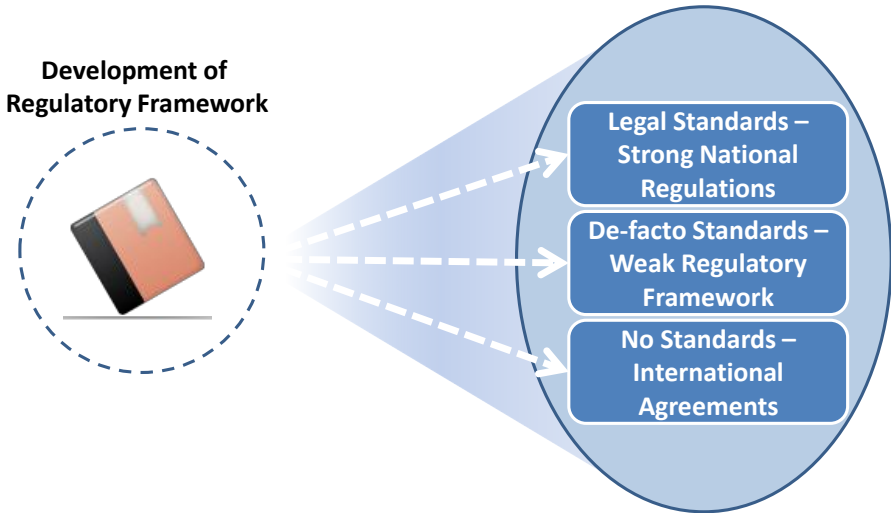 Development of
Regulatory Framework
Legal Standards –
Strong National
Regulations
De-facto Standards –
Weak Regulatory
Framework
No Standards –
International
Agreements